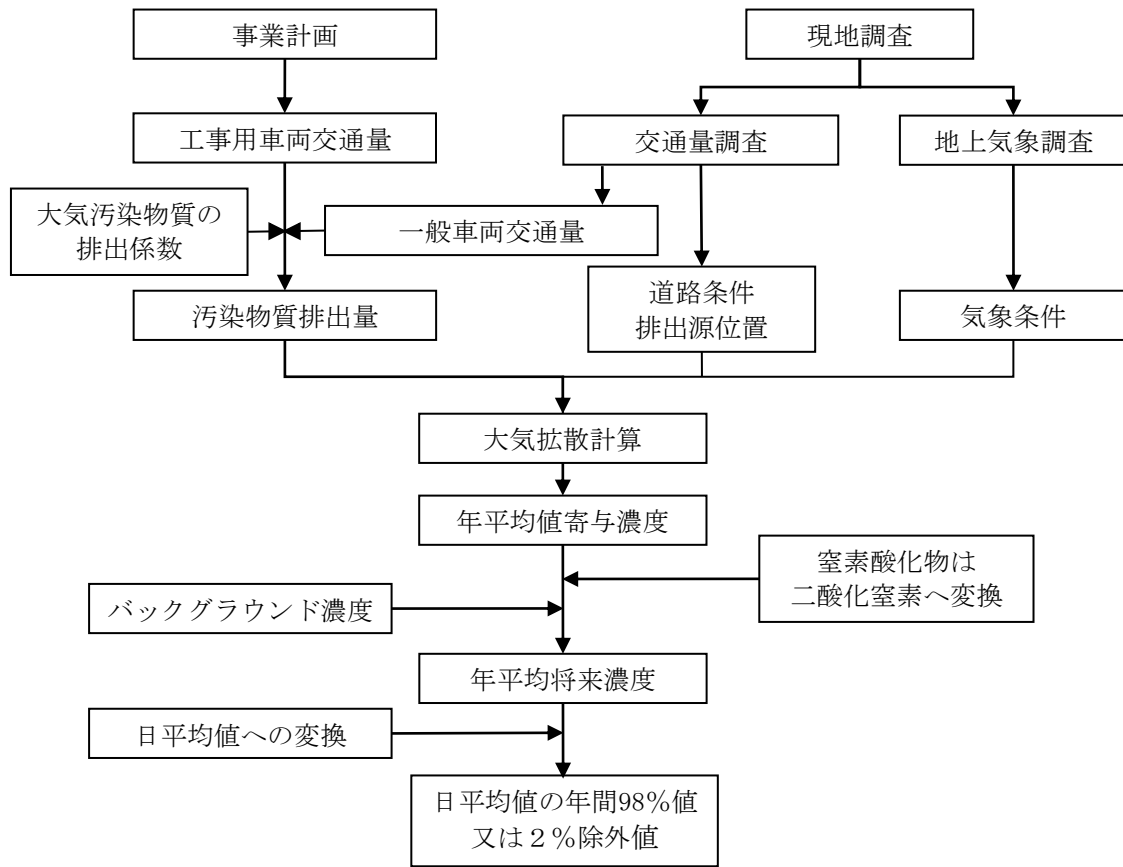 事業計画
現地調査
工事用車両交通量
交通量調査
地上気象調査
大気汚染物質の
排出係数
一般車両交通量
汚染物質排出量
道路条件
排出源位置
気象条件
大気拡散計算
年平均値寄与濃度
窒素酸化物は
二酸化窒素へ変換
バックグラウンド濃度
年平均将来濃度
日平均値への変換
日平均値の年間98%値
又は2%除外値